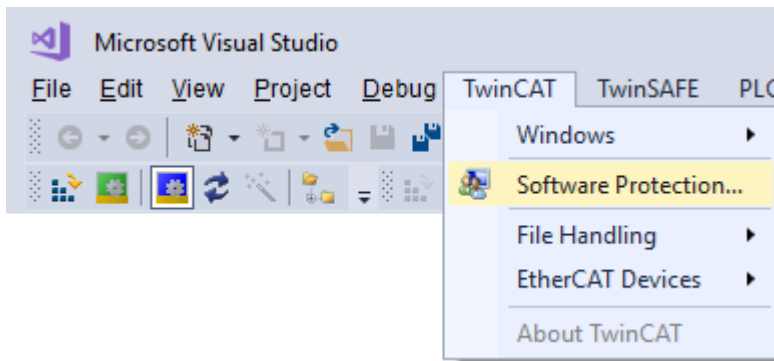 Microsoft Visual Studio
File Edit View Project Debug TwinCAT TwinSAFE
Windows
Software Protection...
File Handling
EtherCAT Devices
About TwinCAT